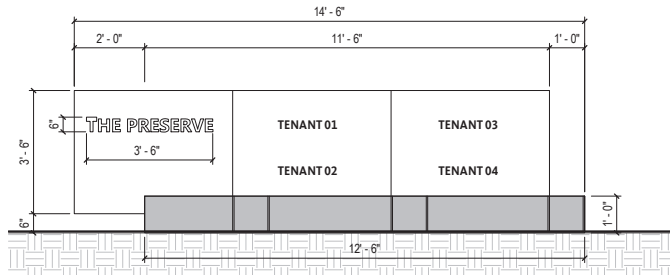 14' - 6"
2' - 0" 11' - 6" 1' - 0"
THE PRESERVE
TENANT 01 TENANT 03
6"
3' - 6"
3' - 6"
TENANT 02 TENANT 04
6"
1' - 0"
12' - 6"